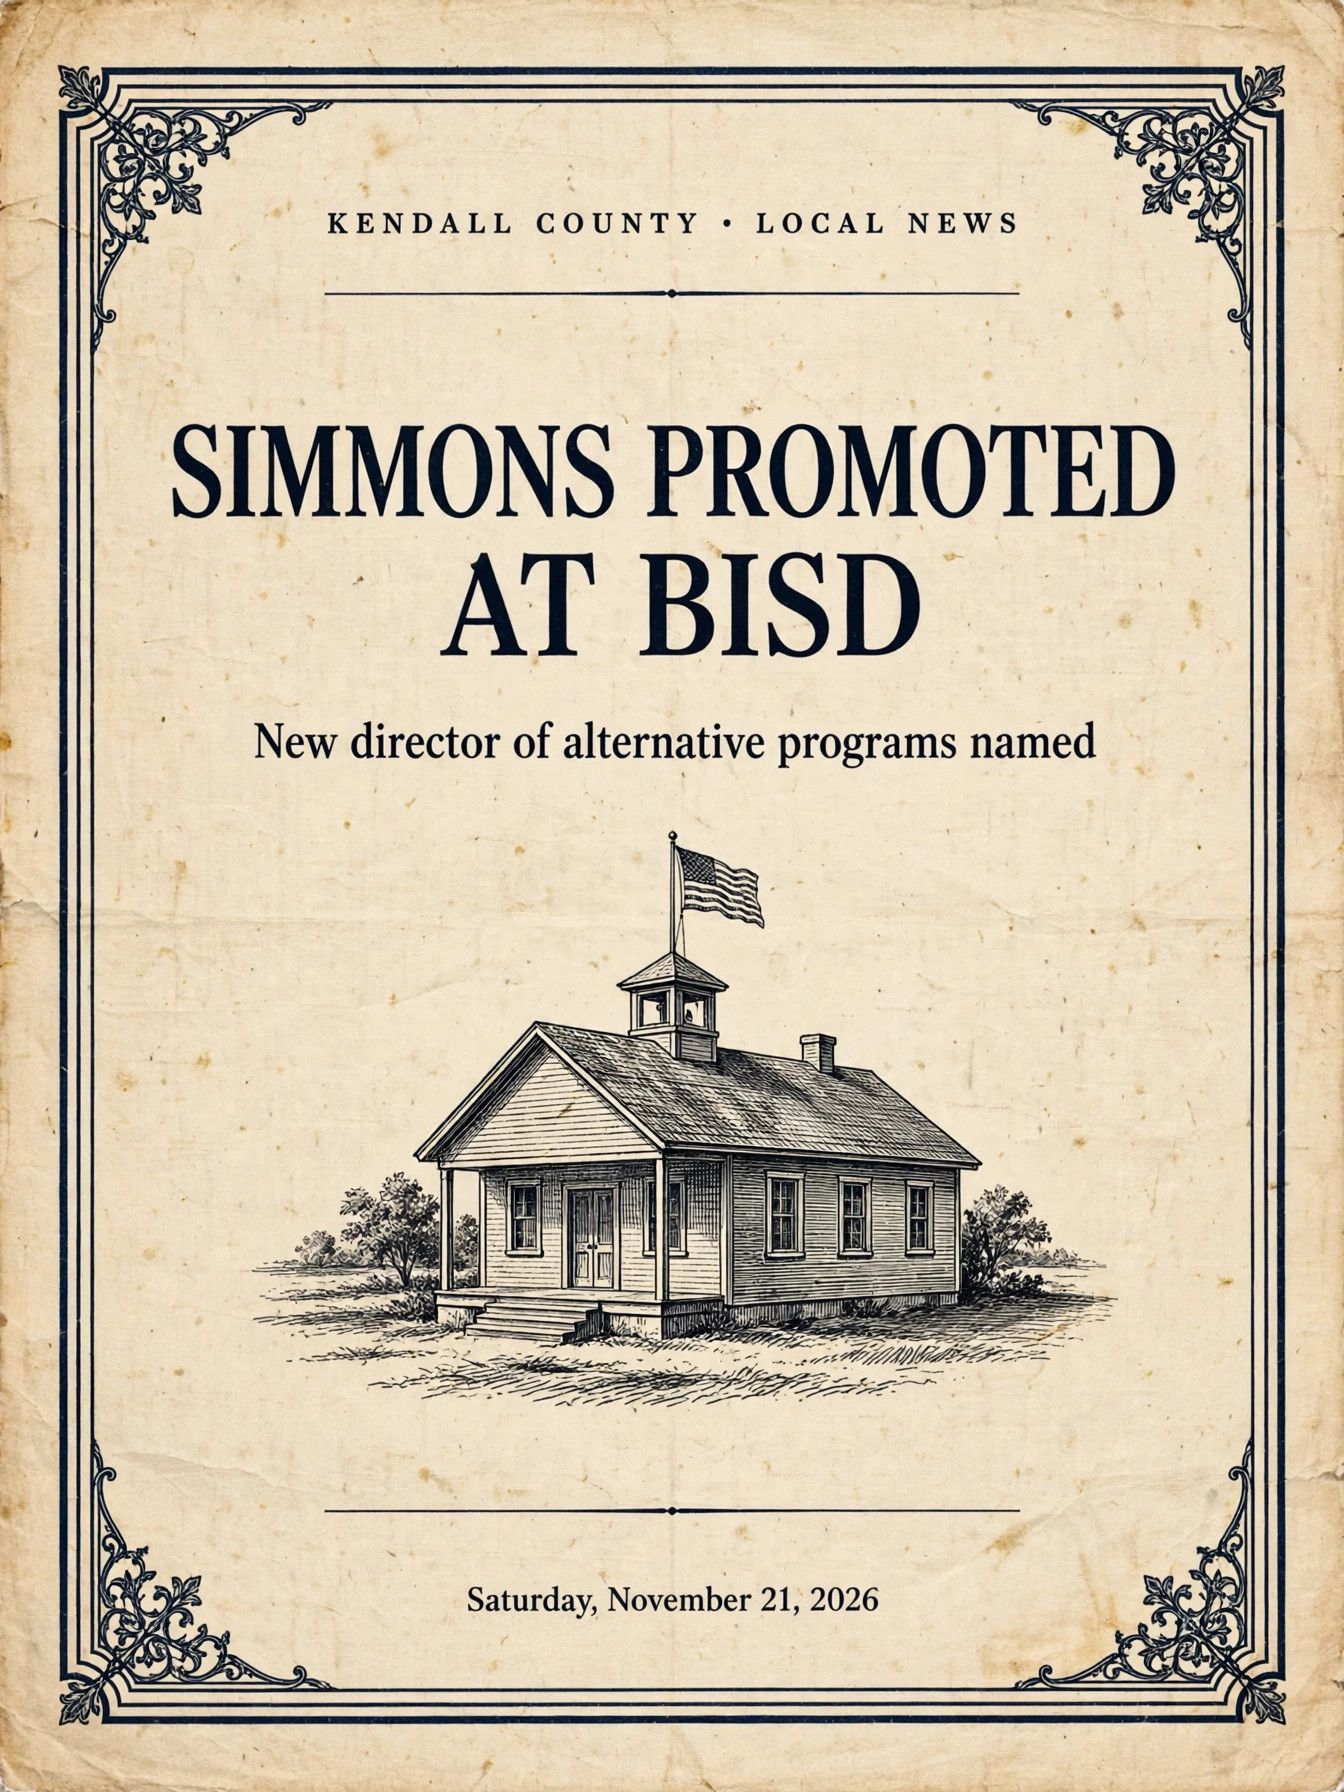 KENDALL COUNTY • LOCAL NEWS
SIMMONS PROMOTED
AT BISD
New director of alternative programs named
Saturday, November 21, 2026